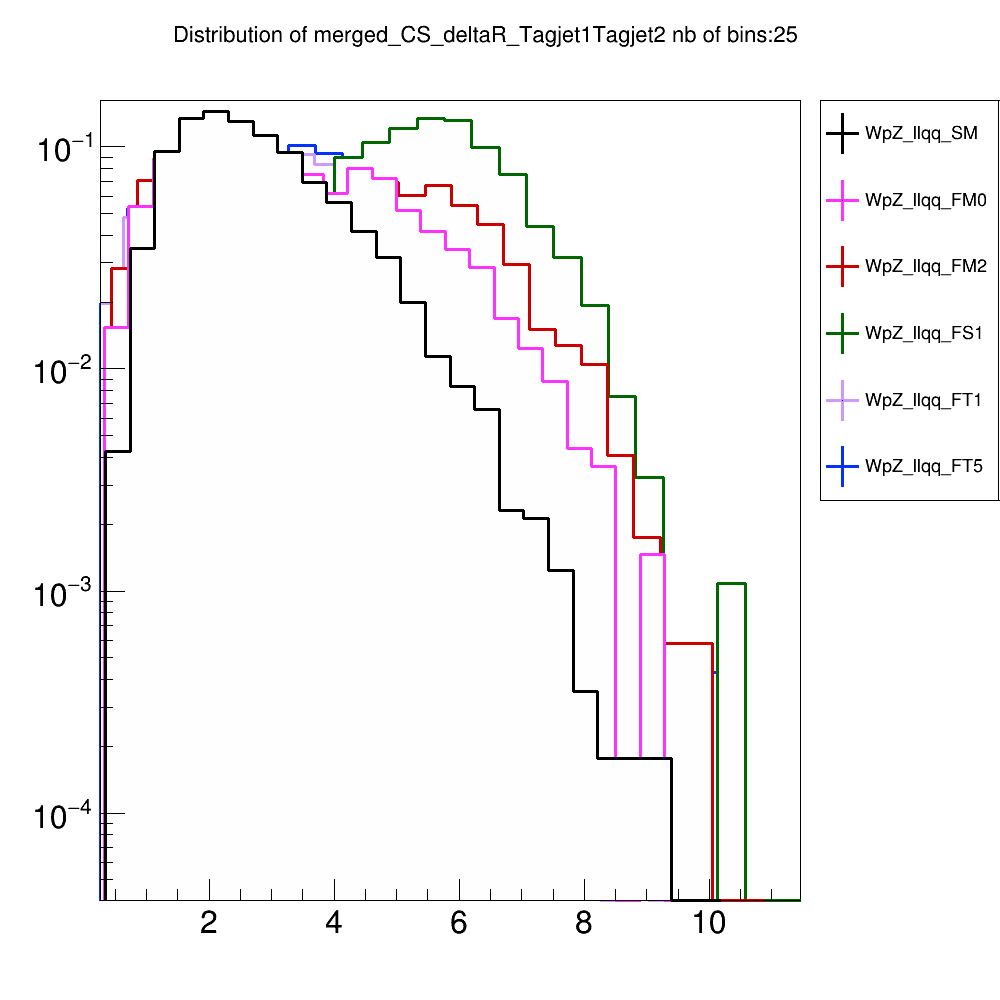 Distribution of merged_CS_deltaR_Tagjet1Tagjet2 nb of bins:25
10−1
10−2
10−3
10−4
2 4 6 8 10
WpZ_llqq_SM
WpZ_llqq_FM0
WpZ_llqq_FM2
WpZ_llqq_FS1
WpZ_llqq_FT1
WpZ_llqq_FT5